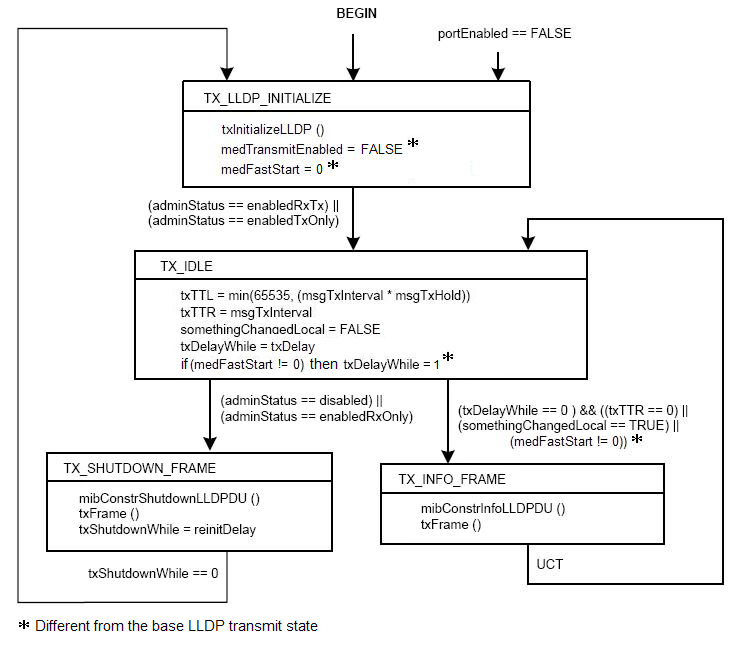 BEGIN
portEnabled == FALSE
TX_LLDP_INITIALIZE
txInitializeLLDP ()
medTransmitEnabled = FALSE *
medFastStart = 0 *
(adminStatus == enabledRxTx) ||
(adminStatus == enabledTxOnly)
TX_IDLE
txTTL = min(65535, (msgTxInterval * msgTxHold))
txTTR = msgTxInterval
somethingChangedLocal = FALSE
txDelayWhile = txDelay
if (medFastStart != 0) then txDelayWhile = 1 *
(adminStatus == disabled) ||
(adminStatus == enabledRxOnly)
(txDelayWhile == 0 ) && ((txTTR == 0) ||
(somethingChangedLocal == TRUE) ||
(medFastStart != 0)) *
TX_SHUTDOWN_FRAME
mibConstrShutdownLLDPDU ()
txFrame ()
txShutdownWhile = reinitDelay
TX_INFO_FRAME
mibConstrInfoLLDPDU ()
txFrame ()
txShutdownWhile == 0
UCT
* Different from the base LLDP transmit state